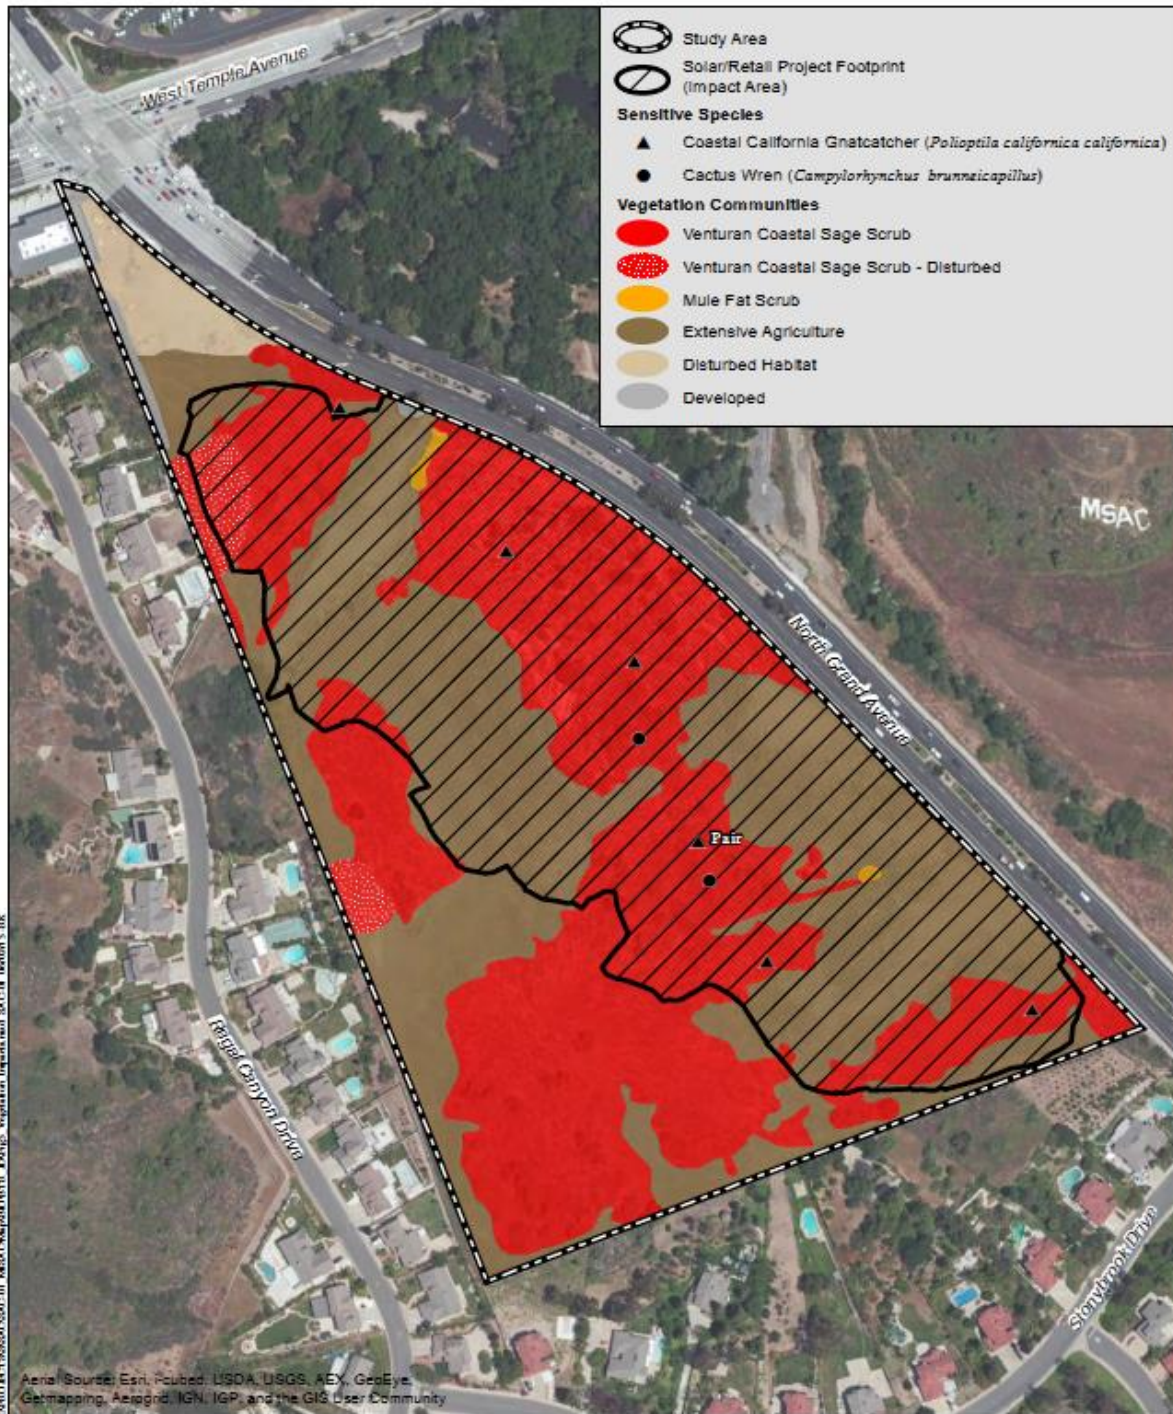 Study Area
Solar/Retail Project Footprint
(Impact Area)
Sensitive Species
Coastal California Gnatcatcher (Polioptila californica californica)
Cactus Wren (Campylorhynchus brunneicapillus)
Vegetation Communities
Venturan Coastal Sage Scrub
Venturan Coastal Sage Scrub - Disturbed
Mule Fat Scrub
Extensive Agriculture
Disturbed Habitat
Developed
West Temple Avenue
MSAC
North Grand Avenue
Pair
Regal Canyon Drive
Stonybrook Drive
Aerial Source: Esri, i-cubed, USDA, USGS, AEX, GeoEye,
Getmapping, Aerogrid, IGN, IGP, and the GIS User Community